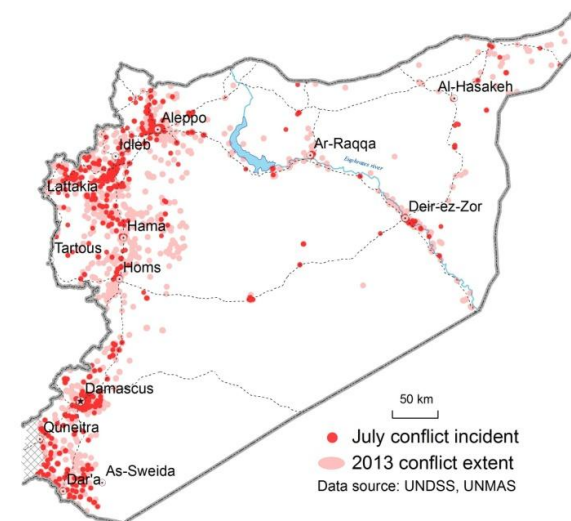 Aleppo
Al-Hasakeh
Idleb
Ar-Raqqa
Euphrates river
Lattakia
Deir-ez-Zor
Hama
Tartous
Homs
Damascus
50 km
Quneitra
July conflict incident
2013 conflict extent
As-Sweida
Dar'a
Data source: UNDSS, UNMAS